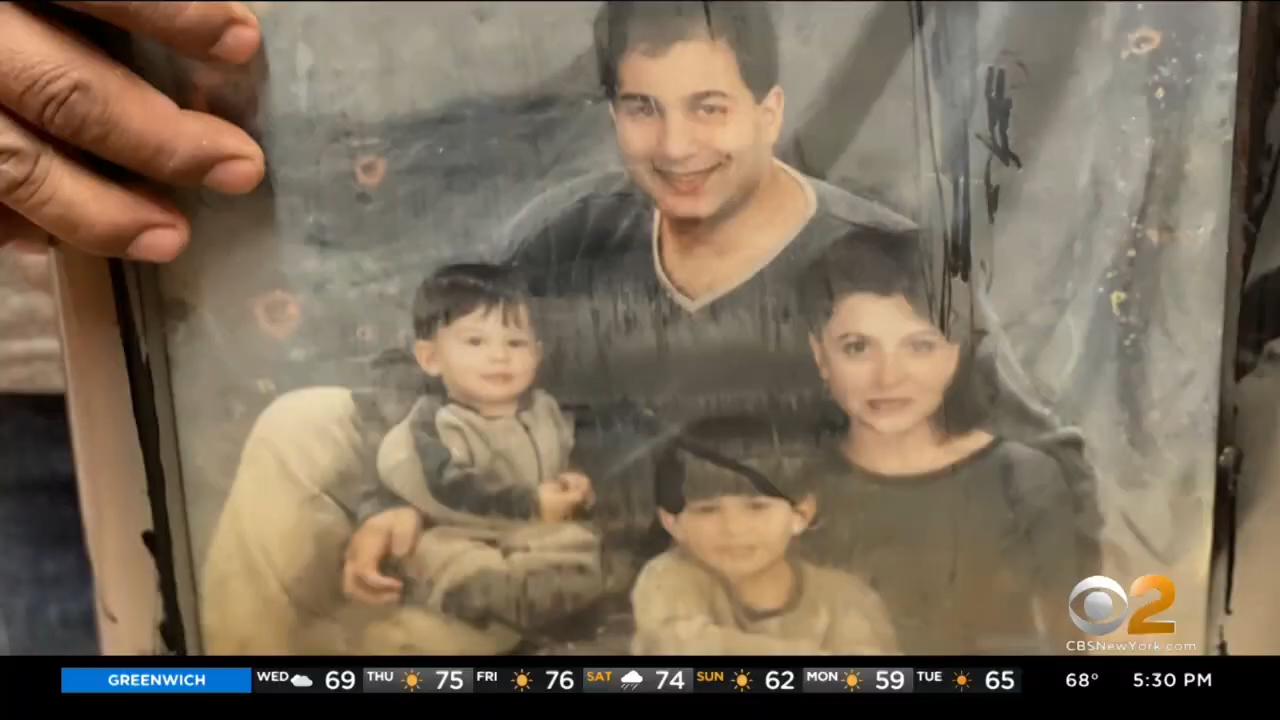 2
CBSNewYork.com
GREENWICH WED 69 THU 75 FRI 76 SAT 74 SUN 62 MON 59 TUE 65 68° 5:30 PM